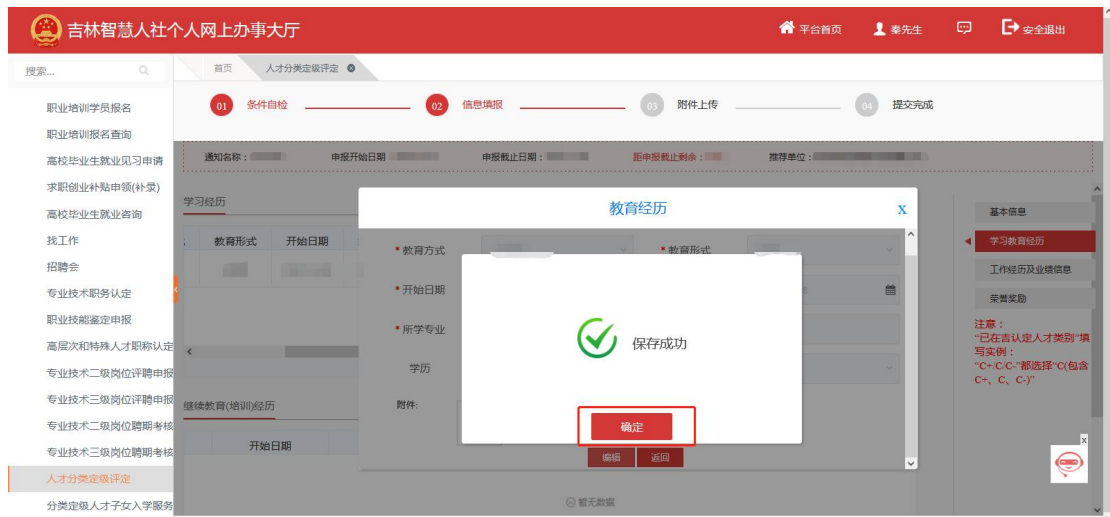 吉林智慧人社个人网上办事大厅
平台首页 秦先生 安全退出
搜索... 首页 人才分类定级评定
01 条件自检 02 信息填报 03 附件上传 04 提交完成
职业培训学员报名
职业培训报名查询
高校毕业生就业见习申请
求职创业补贴申领(补录)
高校毕业生就业咨询
找工作
招聘会
专业技术职务认定
职业技能鉴定申报
高层次和特殊人才职称认定
专业技术二级岗位评聘申报
专业技术三级岗位评聘申报
专业技术二级岗位聘期考核
专业技术三级岗位聘期考核
人才分类定级评定
分类定级人才子女入学服务
通知名称： 申报开始日期 申报截止日期： 距申报截止剩余： 推荐单位：
学习经历
教育形式 开始日期
继续教育(培训)经历
开始日期
暂无数据
教育经历 X
*教育方式 *教育形式
*开始日期
*所学专业
学历
附件:
编辑 返回
保存成功
确定
基本信息
学习教育经历
工作经历及业绩信息
荣誉奖励
注意：
“已在吉认定人才类别”填
写实例：
“C+/C/C-”都选择“C(包含
C+、C、C-)”
x